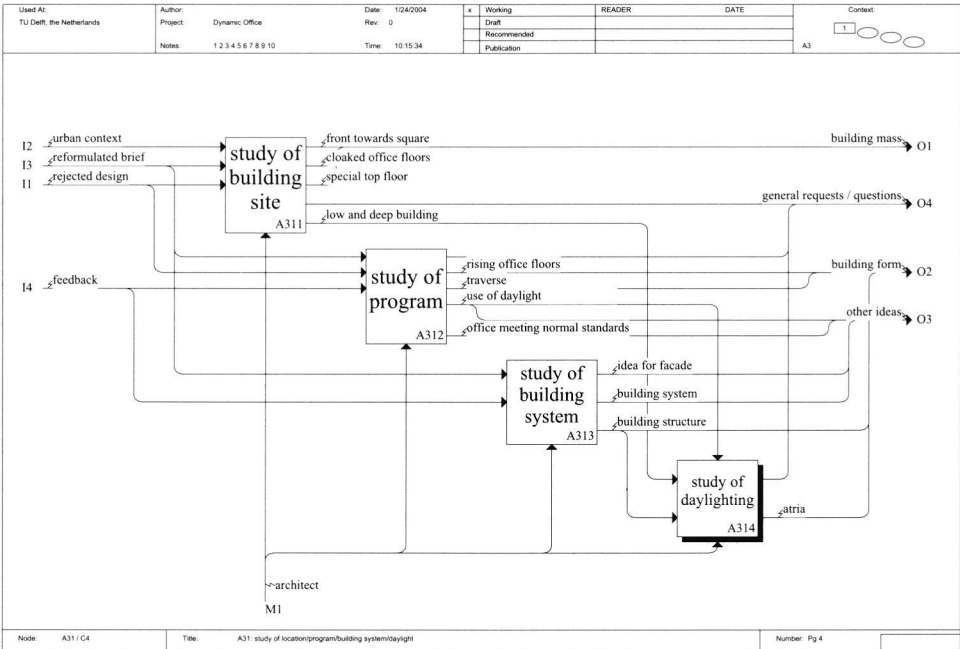 Used At:
TU Delft, the Netherlands
Author:
Project: Dynamic Office
Notes: 1 2 3 4 5 6 7 8 9 10
Date: 1/24/2004
Rev: 0
Time: 10:15:34
x Working
Draft
Recommended
Publication
READER DATE
Context:
1
A3
I2 urban context
I3 reformulated brief
I1 rejected design
I4 feedback
study of
building
site
A311
front towards square
cloaked office floors
special top floor
low and deep building
building mass O1
general requests / questions O4
study of
program
A312
rising office floors
traverse
use of daylight
office meeting normal standards
building form O2
other ideas O3
study of
building
system
A313
idea for facade
building system
building structure
study of
daylighting
A314
atria
architect
M1
Node: A31 / C4
Title: A31: study of location/program/building system/daylight
Number: Pg 4